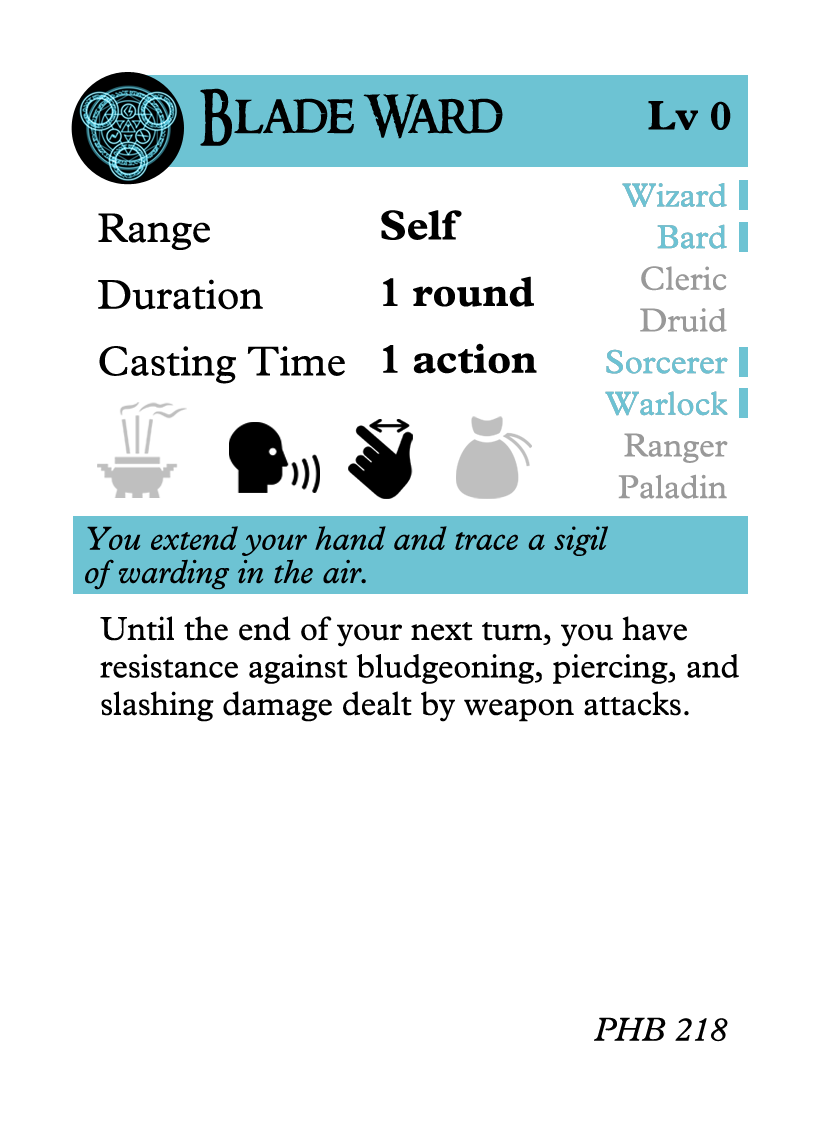 Blade Ward
Lv 0
Range Self
Duration 1 round
Casting Time 1 action
Wizard
Bard
Cleric
Druid
Sorcerer
Warlock
Ranger
Paladin
You extend your hand and trace a sigil
of warding in the air.
Until the end of your next turn, you have
resistance against bludgeoning, piercing, and
slashing damage dealt by weapon attacks.
PHB 218